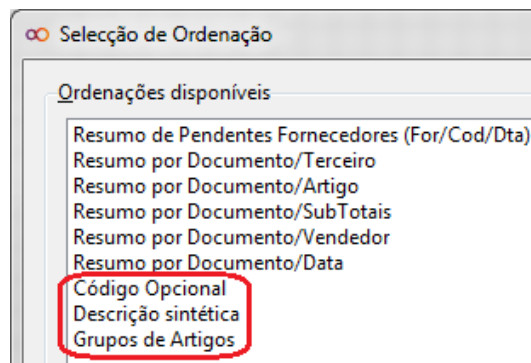 Selecção de Ordenação
Ordenações disponíveis
Resumo de Pendentes Fornecedores (For/Cod/Dta)
Resumo por Documento/Terceiro
Resumo por Documento/Artigo
Resumo por Documento/SubTotais
Resumo por Documento/Vendedor
Resumo por Documento/Data
Código Opcional
Descrição sintética
Grupos de Artigos